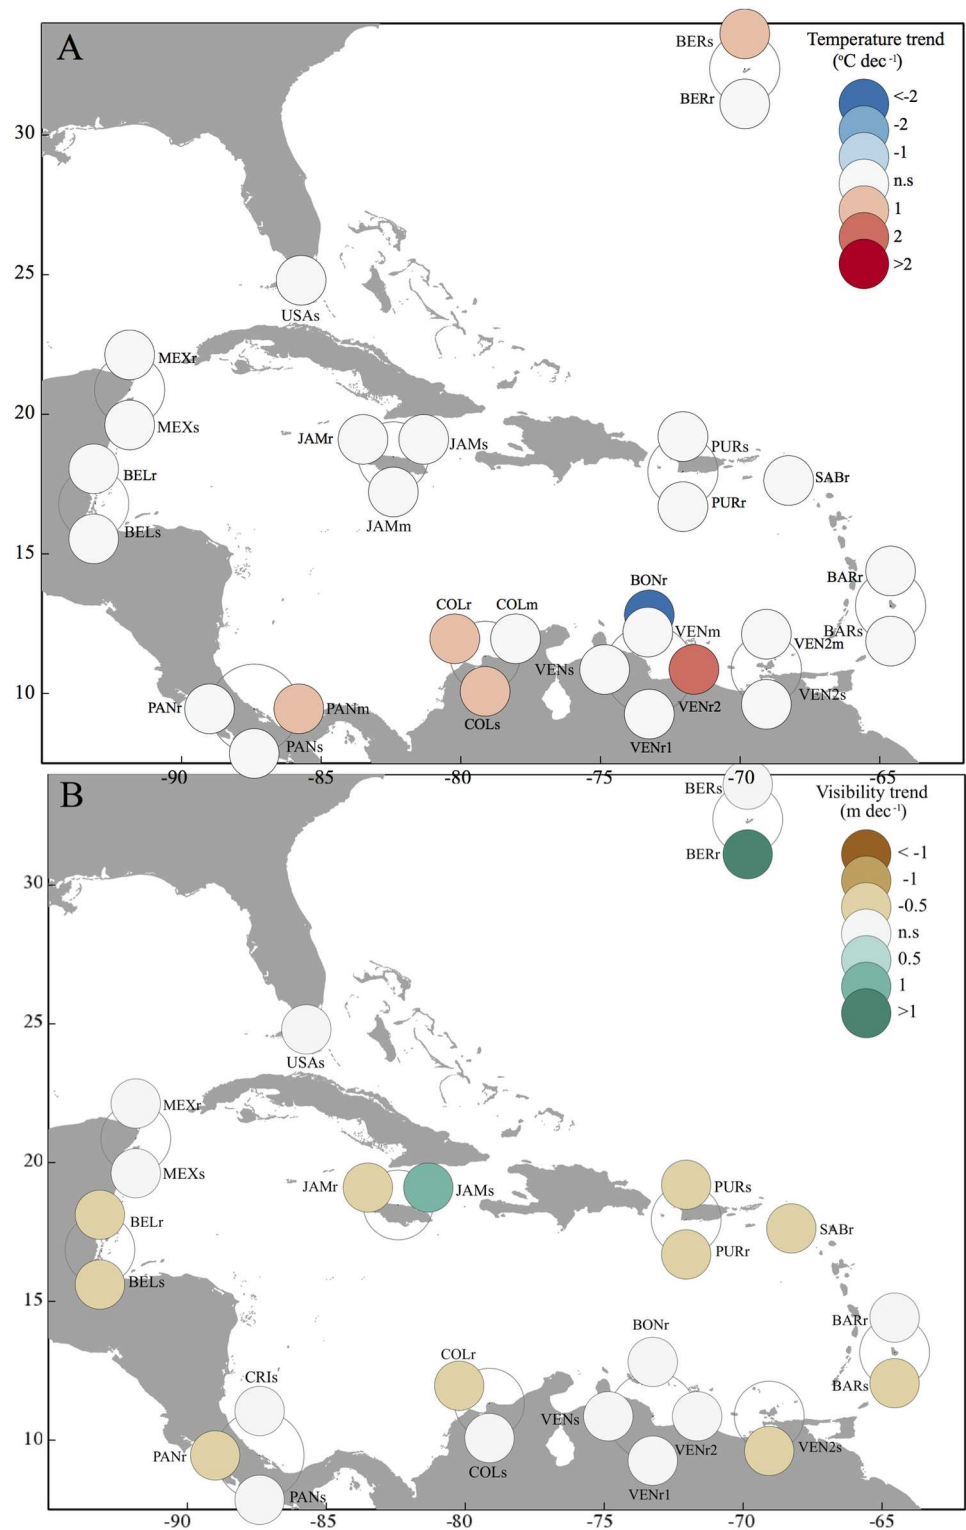 A
BERs
Temperature trend
(°C dec⁻¹)
BERr
<-2
-2
-1
n.s
1
2
>2
30
25
USAs
MEXr
20
MEXs
JAMr
JAMs
PURs
BELr
SABr
PURr
JAMm
BELs
15
BONr
BARr
COLr
COLm
VENm
BARs
VEN2m
VENs
10
PANr
PANm
COLs
VENr2
VEN2s
PANs
VENr1
-90
-85
-80
-75
-70
-65
B
BERs
Visibility trend
(m dec⁻¹)
BERr
< -1
-1
-0.5
n.s
0.5
1
>1
30
25
USAs
MEXr
20
MEXs
JAMr
JAMs
PURs
BELr
SABr
PURr
BELs
15
BONr
BARr
COLr
CRIs
BARs
VENs
10
PANr
COLs
VENr2
VEN2s
PANs
VENr1
-90
-85
-80
-75
-70
-65